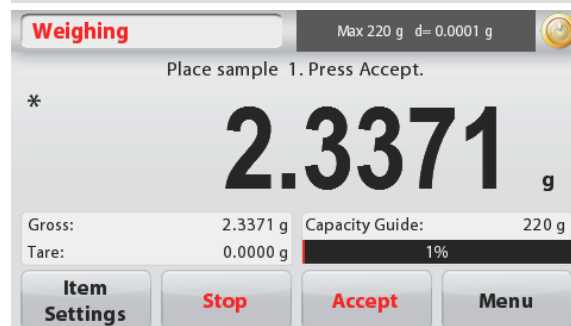 Weighing
Max 220 g d= 0.0001 g
Place sample 1. Press Accept.
*
2.3371 g
Gross: 2.3371 g
Tare: 0.0000 g
Capacity Guide: 220 g
1%
Item
Settings
Stop
Accept
Menu